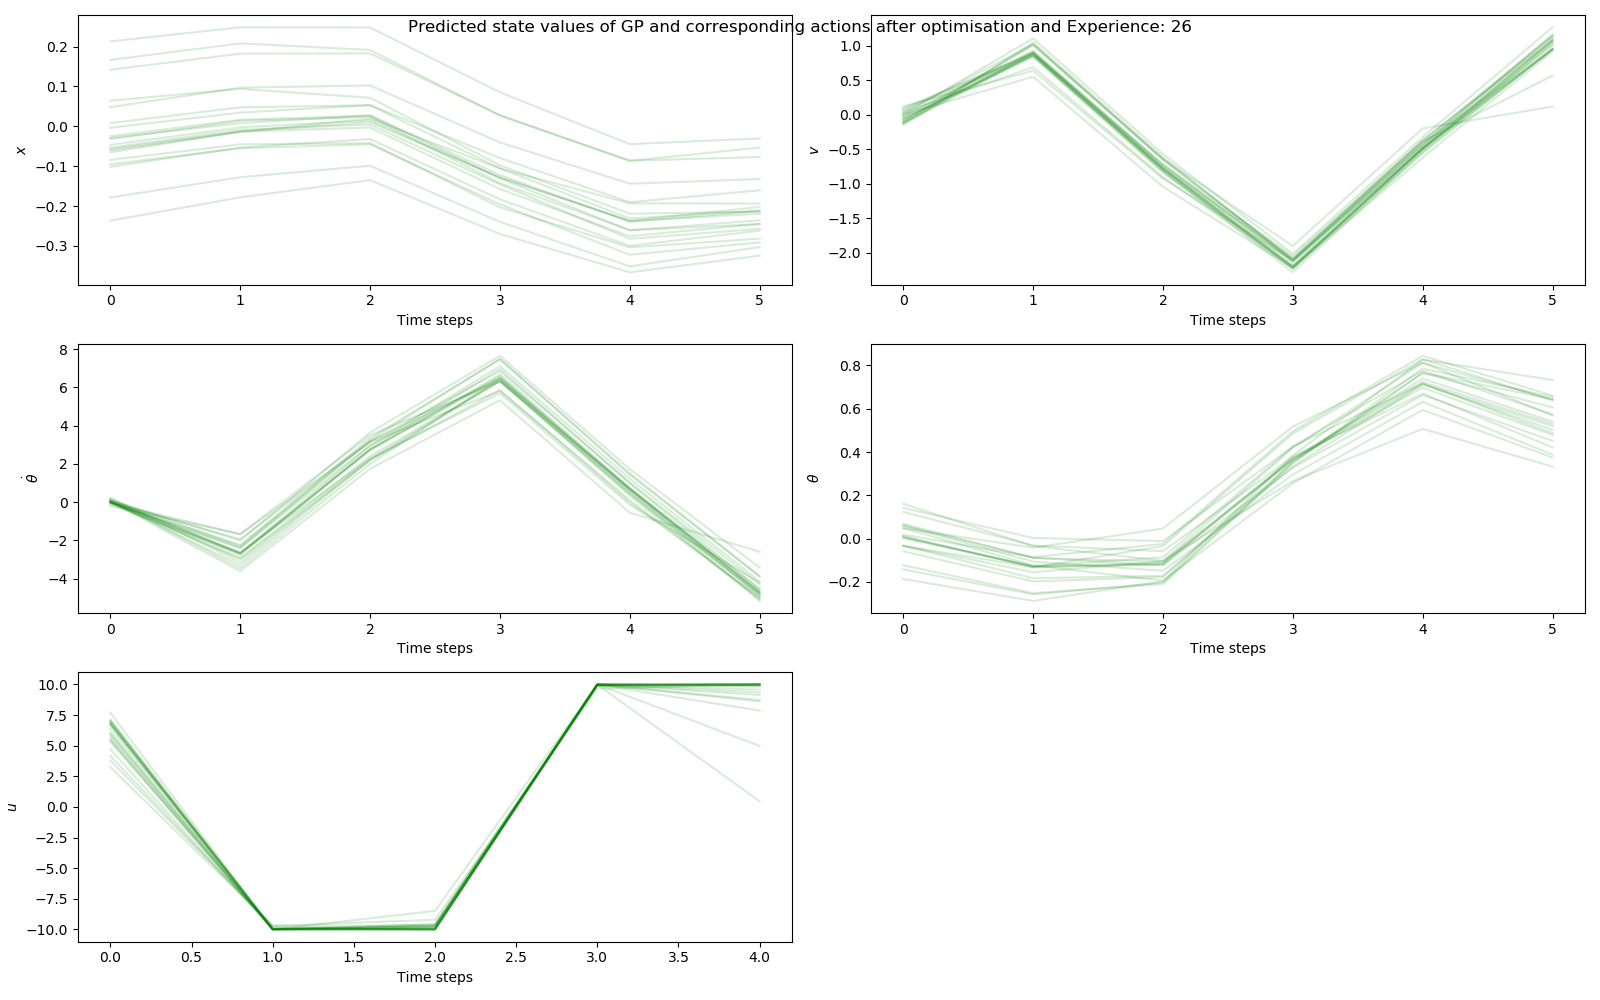 Predicted state values of GP and corresponding actions after optimisation and Experience: 26
0.2
0.1
0.0
−0.1
−0.2
−0.3
x
0 1 2 3 4 5
Time steps
1.0
0.5
0.0
−0.5
−1.0
−1.5
−2.0
v
0 1 2 3 4 5
Time steps
8
6
4
2
0
−2
−4
θ̇
0 1 2 3 4 5
Time steps
0.8
0.6
0.4
0.2
0.0
−0.2
θ
0 1 2 3 4 5
Time steps
10.0
7.5
5.0
2.5
0.0
−2.5
−5.0
−7.5
−10.0
u
0.0 0.5 1.0 1.5 2.0 2.5 3.0 3.5 4.0
Time steps